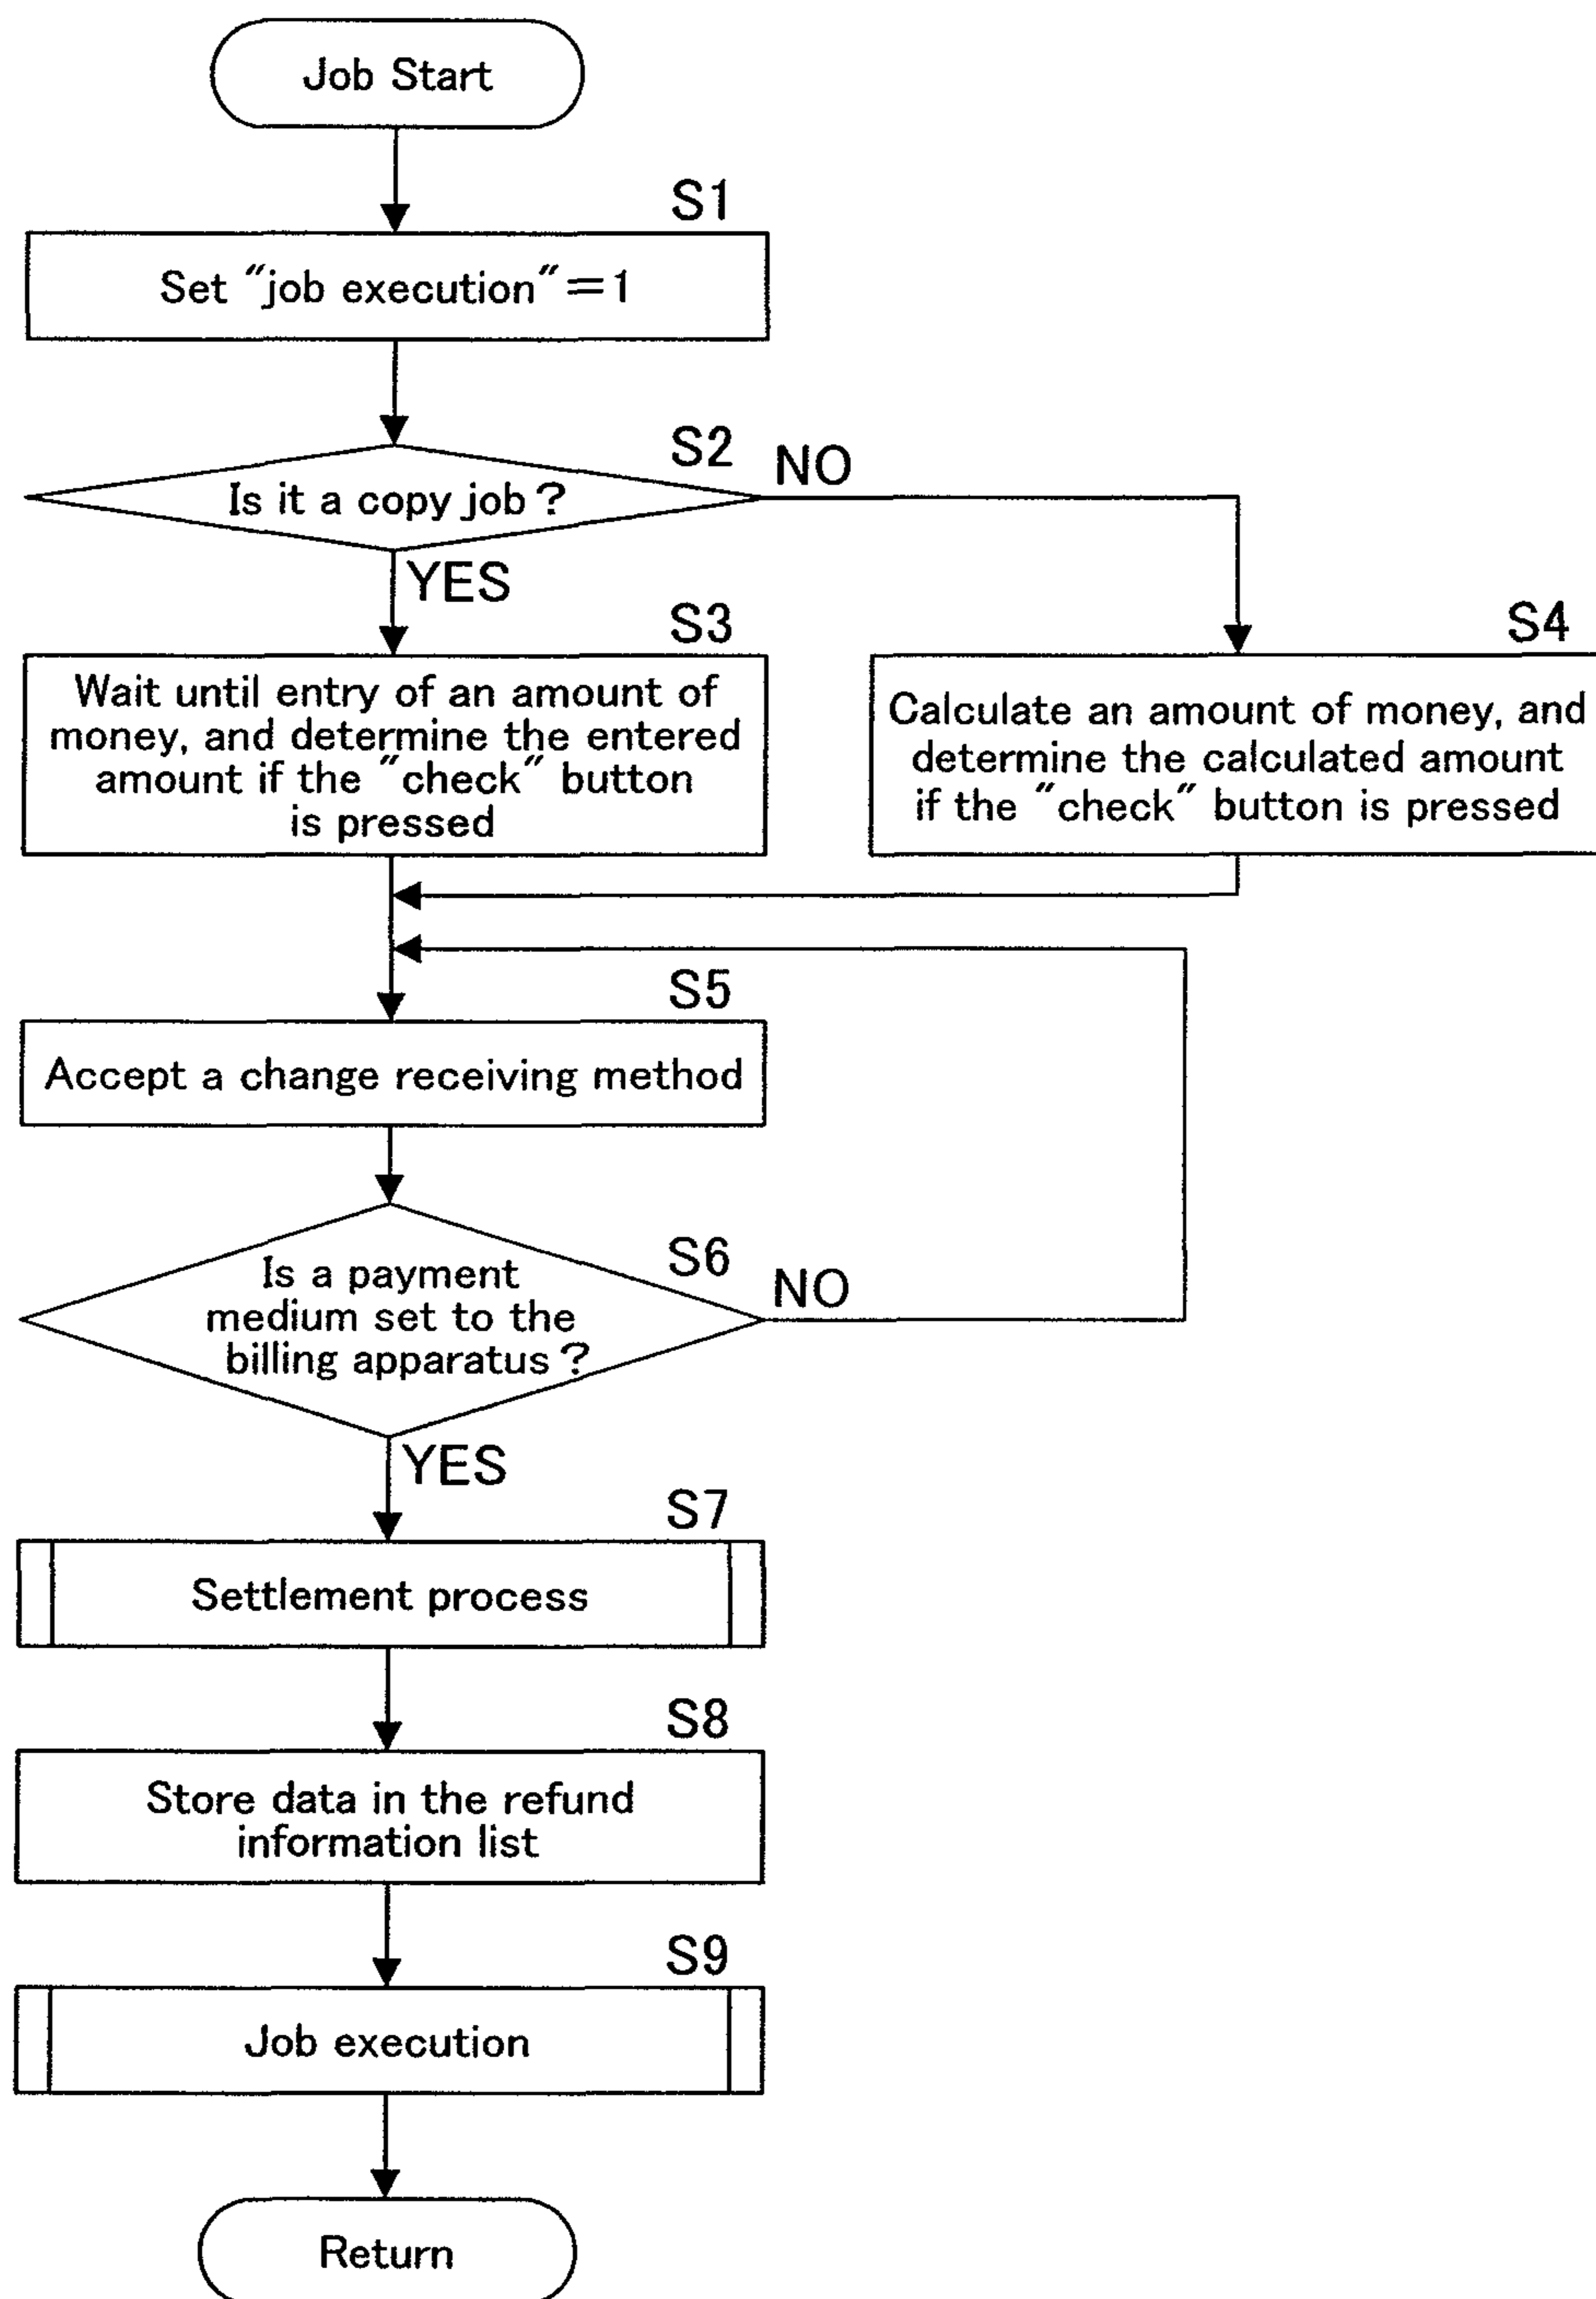 Job Start
S1
Set "job execution"=1
S2
NO
Is it a copy job?
YES
S3
Wait until entry of an amount of
money, and determine the entered
amount if the "check" button
is pressed
S4
Calculate an amount of money, and
determine the calculated amount
if the "check" button is pressed
S5
Accept a change receiving method
S6
NO
Is a payment
medium set to the
billing apparatus?
YES
S7
Settlement process
S8
Store data in the refund
information list
S9
Job execution
Return